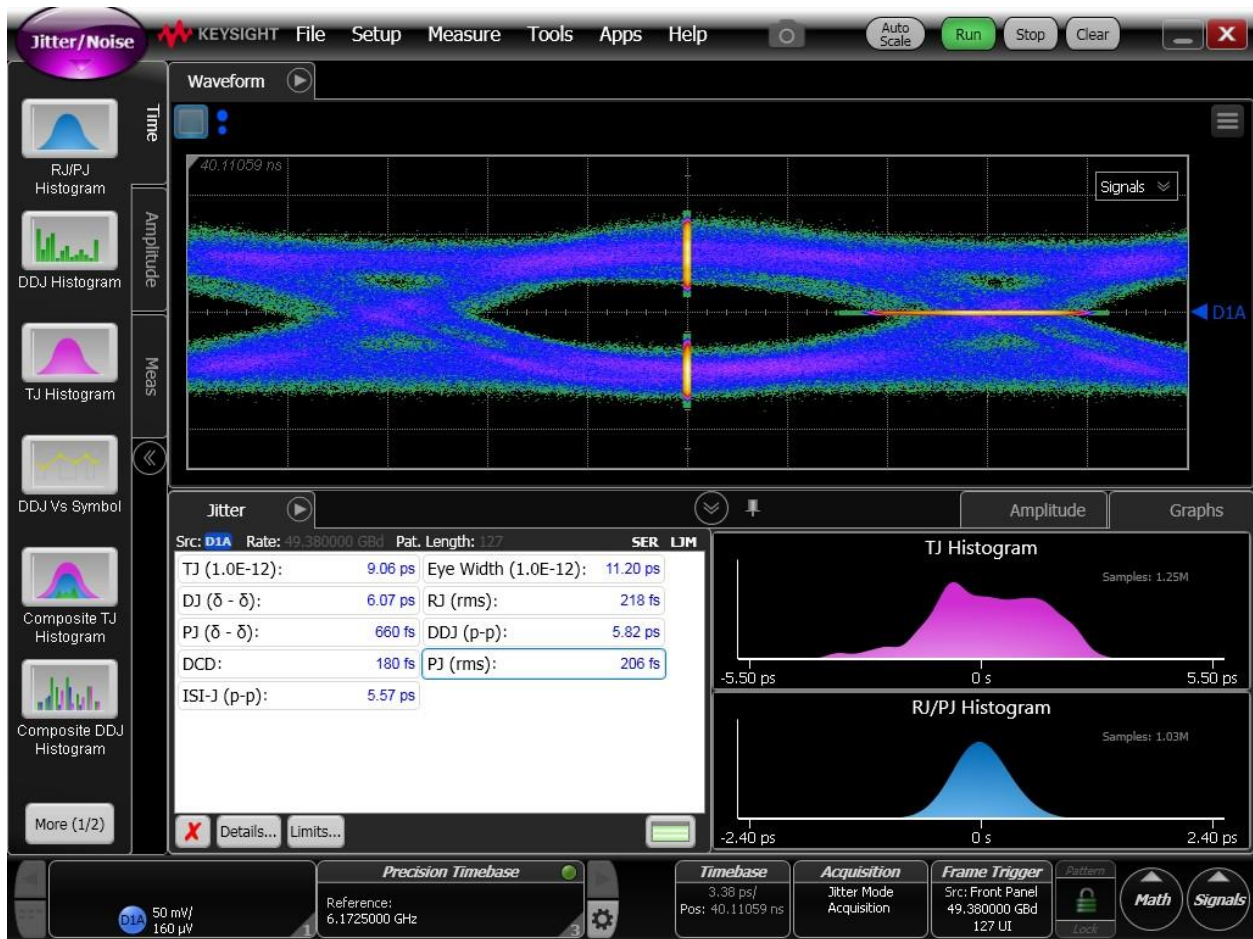 Jitter/Noise
KEYSIGHT File Setup Measure Tools Apps Help
Auto Scale
Run
Stop
Clear
X
Waveform
Time
Amplitude
Meas
RJ/PJ
Histogram
DDJ Histogram
TJ Histogram
DDJ Vs Symbol
Composite TJ
Histogram
Composite DDJ
Histogram
More (1/2)
40.11059 ns
Signals
D1A
Jitter
Amplitude
Graphs
Src: D1A Rate: 49.380000 GBd Pat. Length: 127 SER LJM
TJ (1.0E-12): 9.06 ps Eye Width (1.0E-12): 11.20 ps
DJ (δ - δ): 6.07 ps RJ (rms): 218 fs
PJ (δ - δ): 660 fs DDJ (p-p): 5.82 ps
DCD: 180 fs PJ (rms): 206 fs
ISI-J (p-p): 5.57 ps
X Details... Limits...
TJ Histogram
Samples: 1.25M
-5.50 ps 0 s 5.50 ps
RJ/PJ Histogram
Samples: 1.03M
-2.40 ps 0 s 2.40 ps
D1A 50 mV/
160 µV
1
Precision Timebase
Reference:
6.1725000 GHz
3
Timebase
3.38 ps/
Pos: 40.11059 ns
Acquisition
Jitter Mode
Acquisition
Frame Trigger
Src: Front Panel
49.380000 GBd
127 UI
Pattern
Lock
Math
Signals